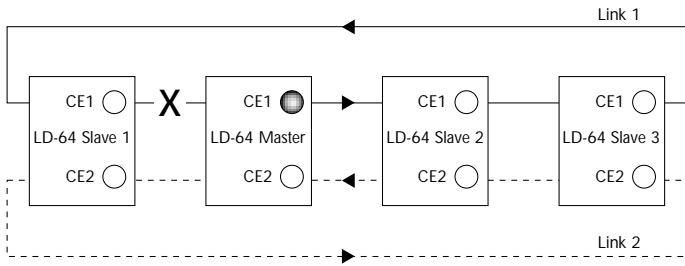 Link 1
CE1 X CE1 CE1 CE1
LD-64 Slave 1 LD-64 Master LD-64 Slave 2 LD-64 Slave 3
CE2 CE2 CE2 CE2
Link 2